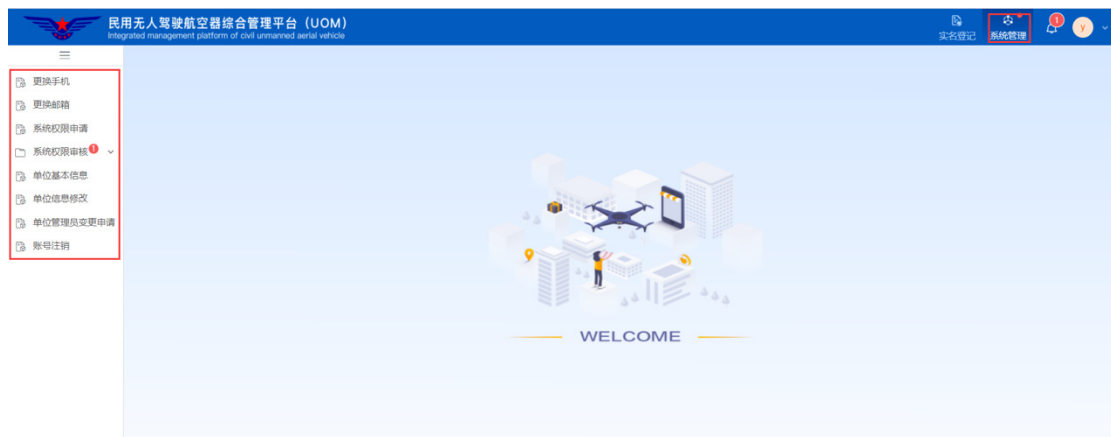 民用无人驾驶航空器综合管理平台（UOM）
Integrated management platform of civil unmanned aerial vehicle
实名登记
系统管理
1
y
更换手机
更换邮箱
系统权限申请
系统权限审核 1
单位基本信息
单位信息修改
单位管理员变更申请
账号注销
WELCOME